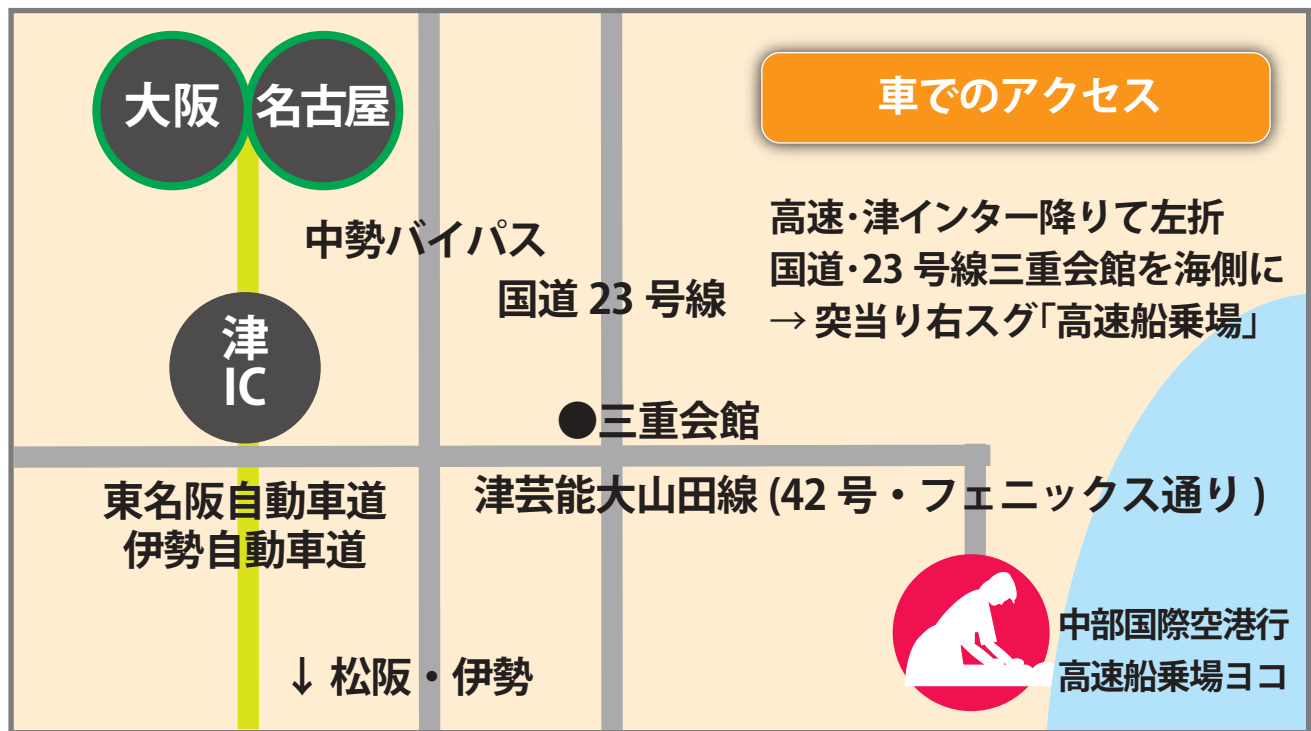 大阪
名古屋
車でのアクセス
中勢バイパス
高速・津インター降りて左折
国道・23 号線三重会館を海側に
→ 突当り右スグ「高速船乗場」
国道 23 号線
津
IC
●三重会館
東名阪自動車道
伊勢自動車道
津芸能大山田線 (42 号・フェニックス通り )
中部国際空港行
高速船乗場ヨコ
↓ 松阪・伊勢